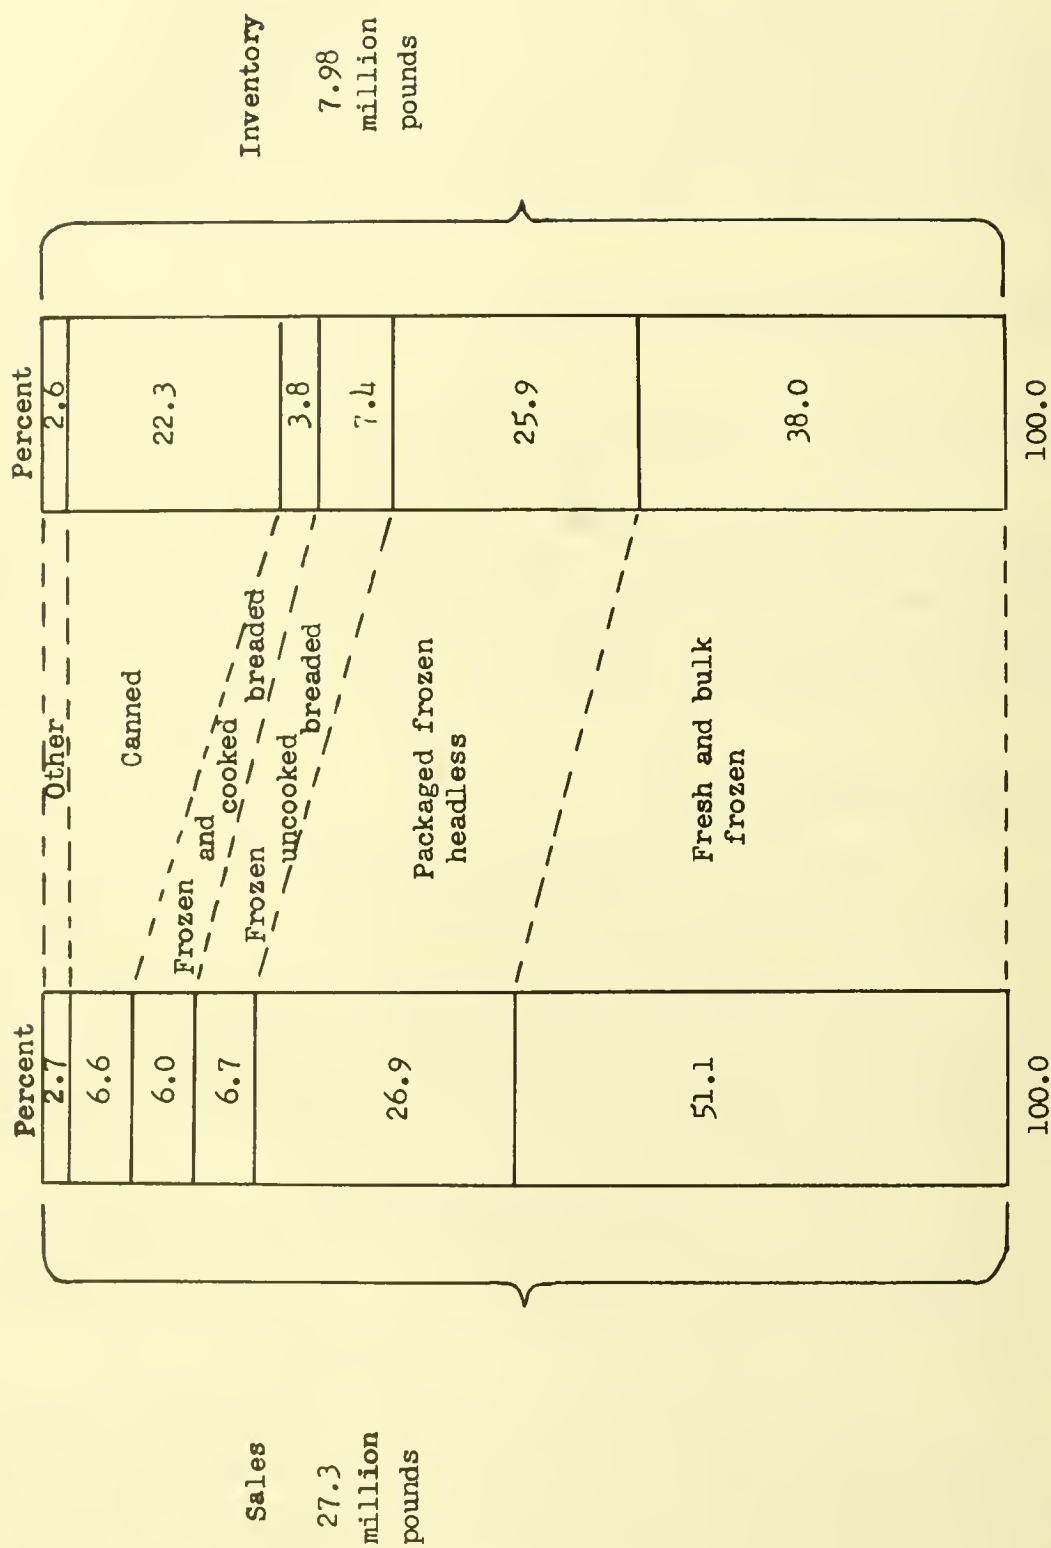 Sales
27.3
million
pounds
Percent
2.7
6.6
6.0
6.7
26.9
51.1
100.0
Other
Canned
Frozen
and
cooked breaded
Frozen
uncooked
breaded
Packaged frozen
headless
Fresh and bulk
frozen
Percent
2.6
22.3
3.8
7.4
25.9
38.0
100.0
Inventory
7.98
million
pounds